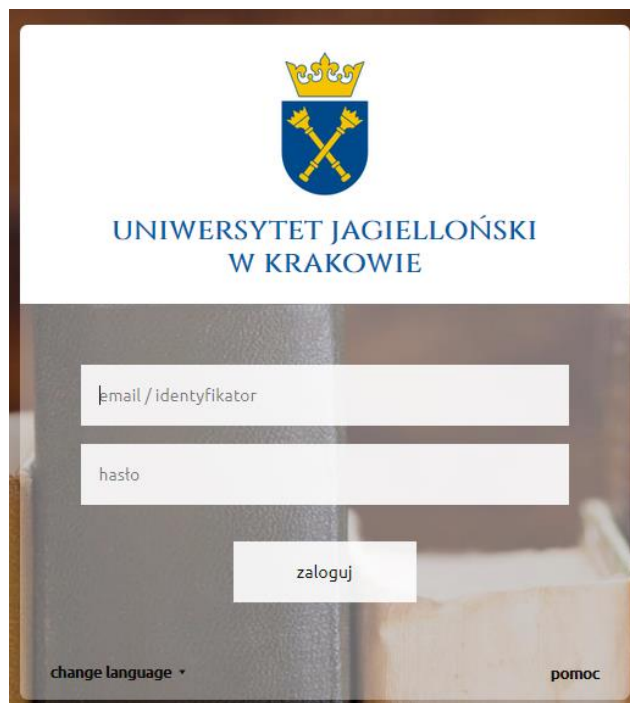 UNIWERSYTET JAGIELLOŃSKI
W KRAKOWIE
email / identyfikator
hasło
zaloguj
change language
pomoc